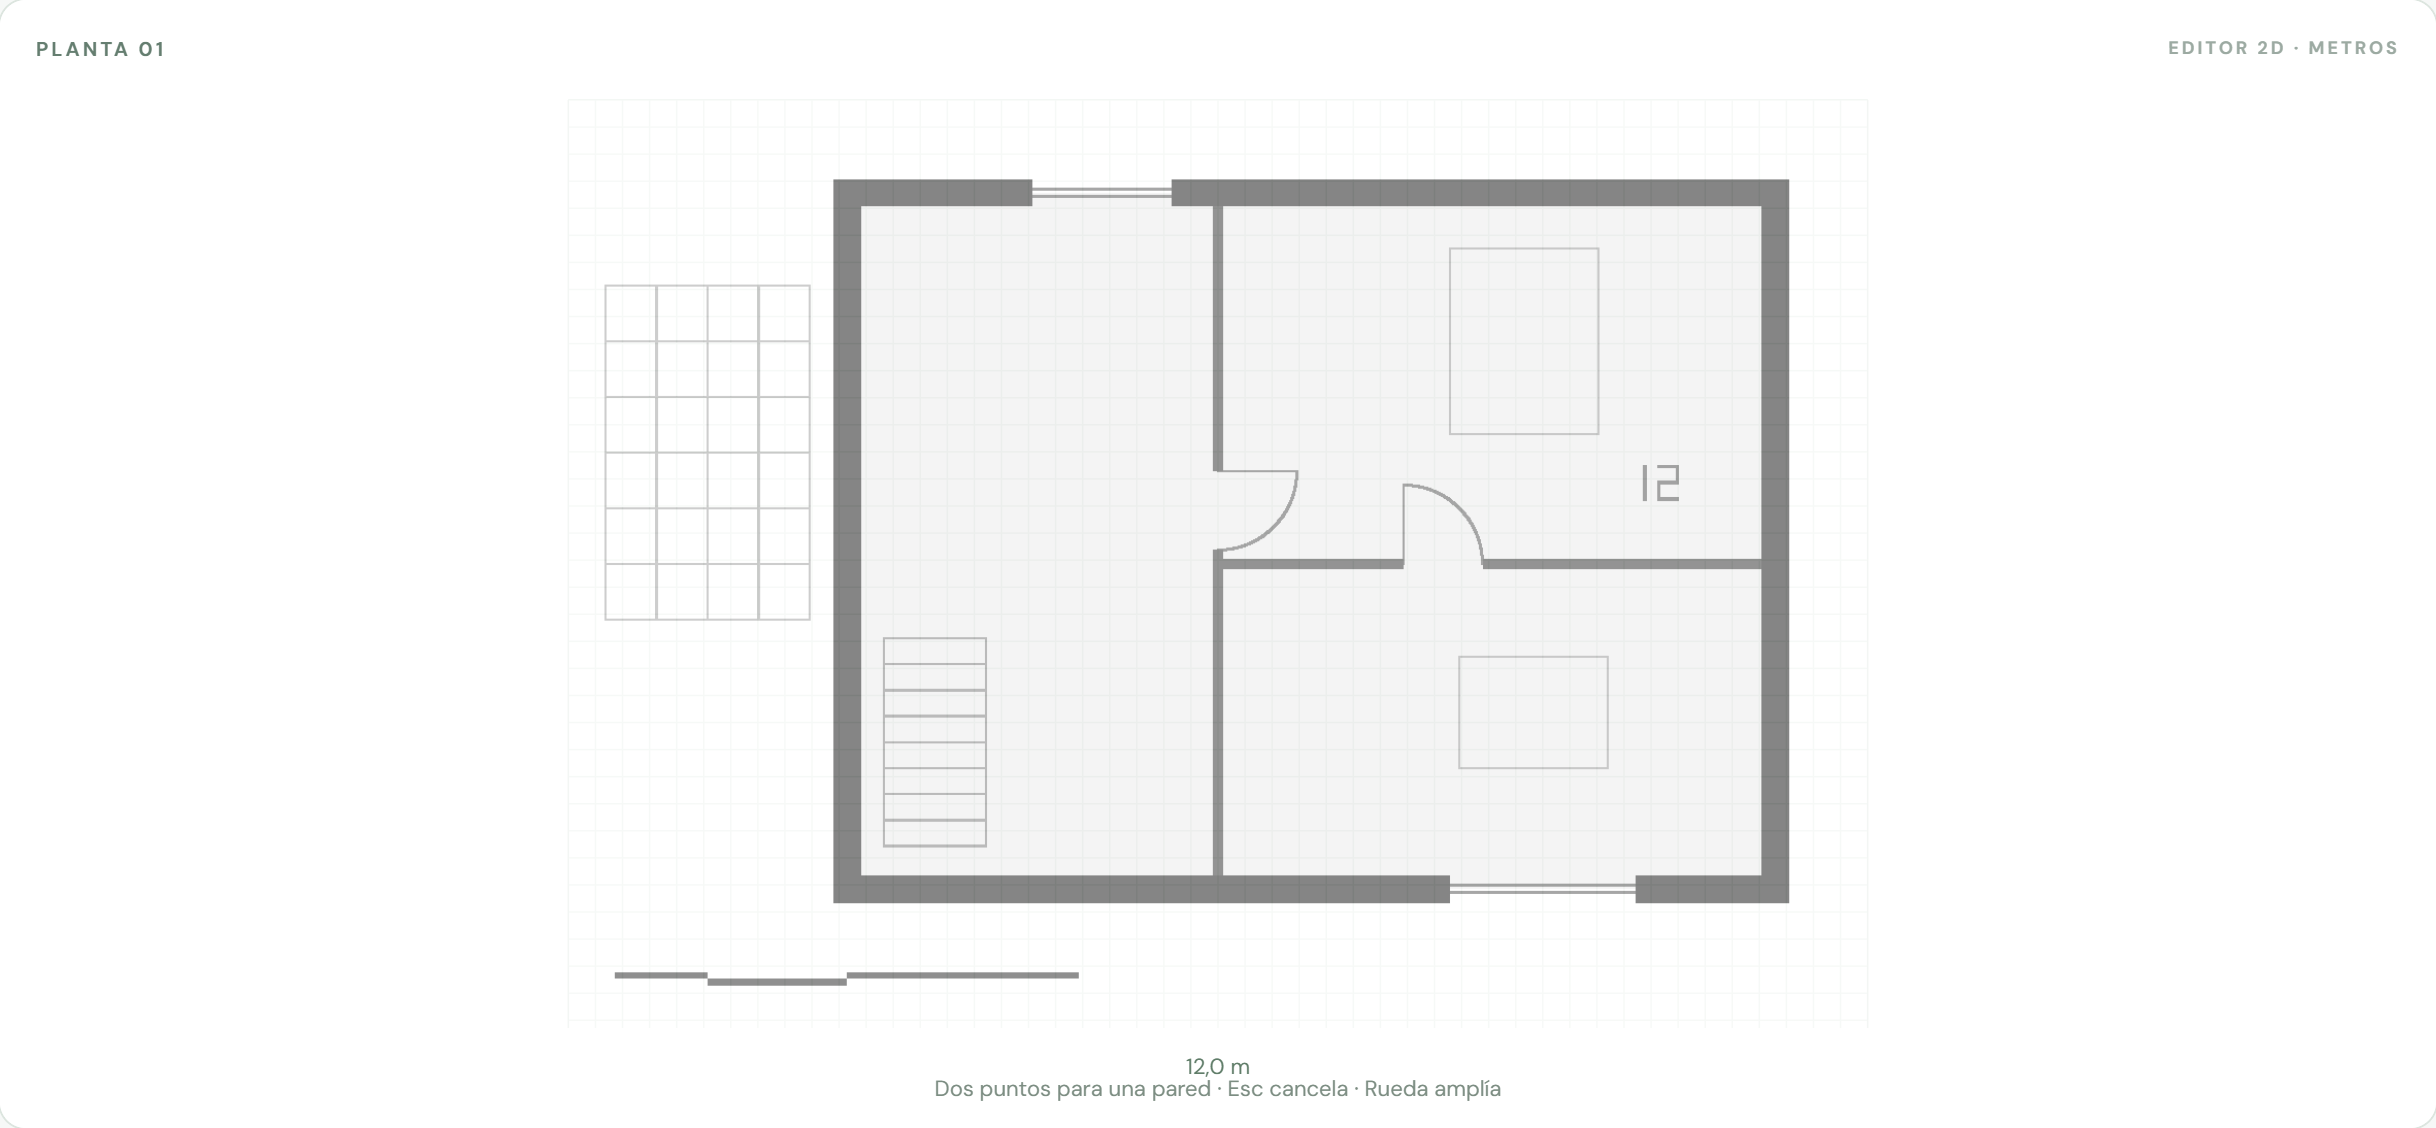 PLANTA 01
EDITOR 2D · METROS
12
12,0 m
Dos puntos para una pared · Esc cancela · Rueda amplía